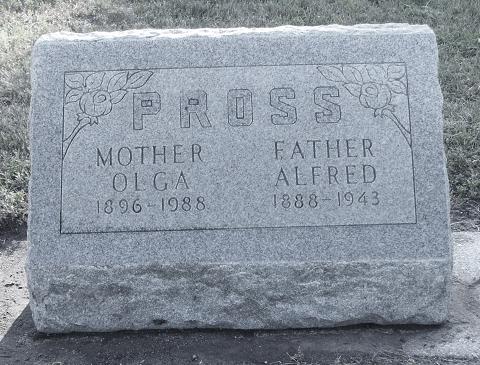 PROSS
MOTHER
OLGA
1896-1988
FATHER
ALFRED
1888-1943